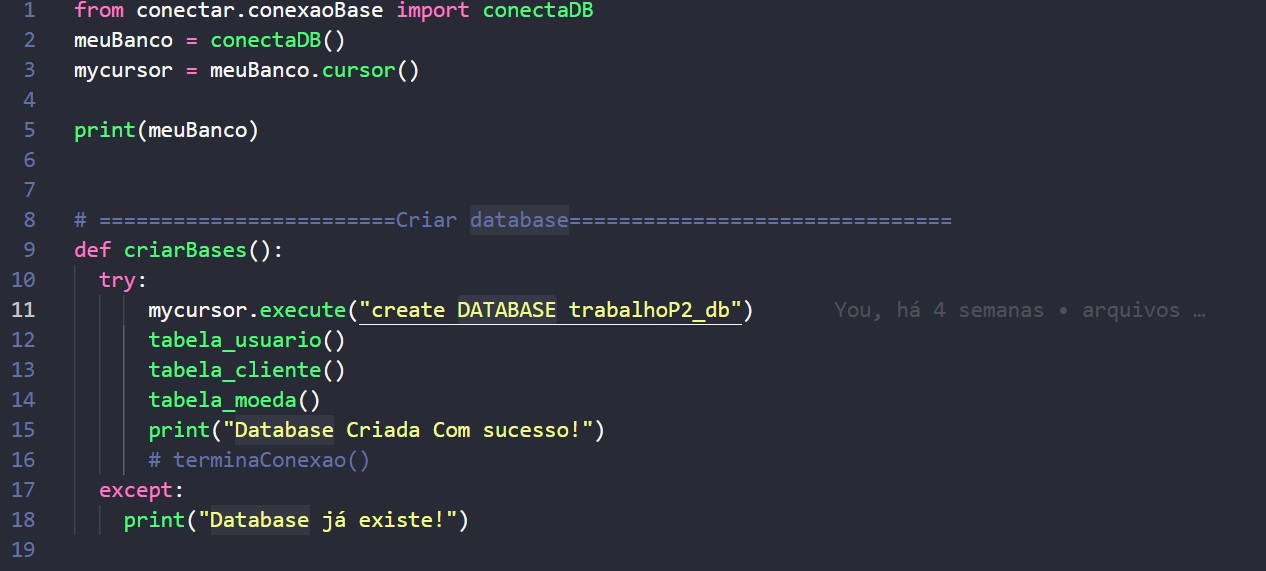 1 from conectar.conexaoBase import conectaDB
2 meuBanco = conectaDB()
3 mycursor = meuBanco.cursor()
4
5 print(meuBanco)
6
7
8 # ========================Criar database===============================
9 def criarBases():
10 try:
11 mycursor.execute("create DATABASE trabalhoP2_db") You, há 4 semanas • arquivos …
12 tabela_usuario()
13 tabela_cliente()
14 tabela_moeda()
15 print("Database Criada Com sucesso!")
16 # terminaConexao()
17 except:
18 print("Database já existe!")
19